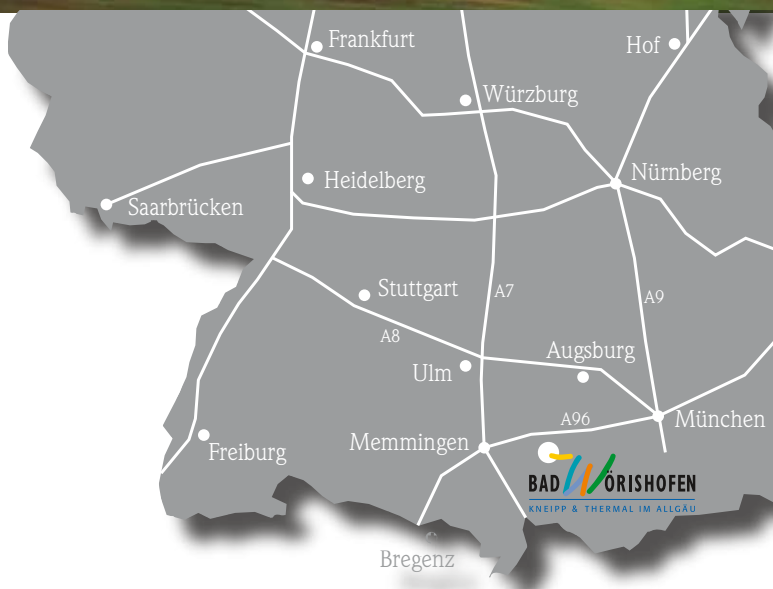 Frankfurt
Hof
Würzburg
Nürnberg
Heidelberg
Saarbrücken
Stuttgart
A7
A9
A8
Augsburg
Ulm
A96
München
Memmingen
Freiburg
BAD WÖRISHOFEN
KNEIPP & THERMAL IM ALLGÄU
Bregenz